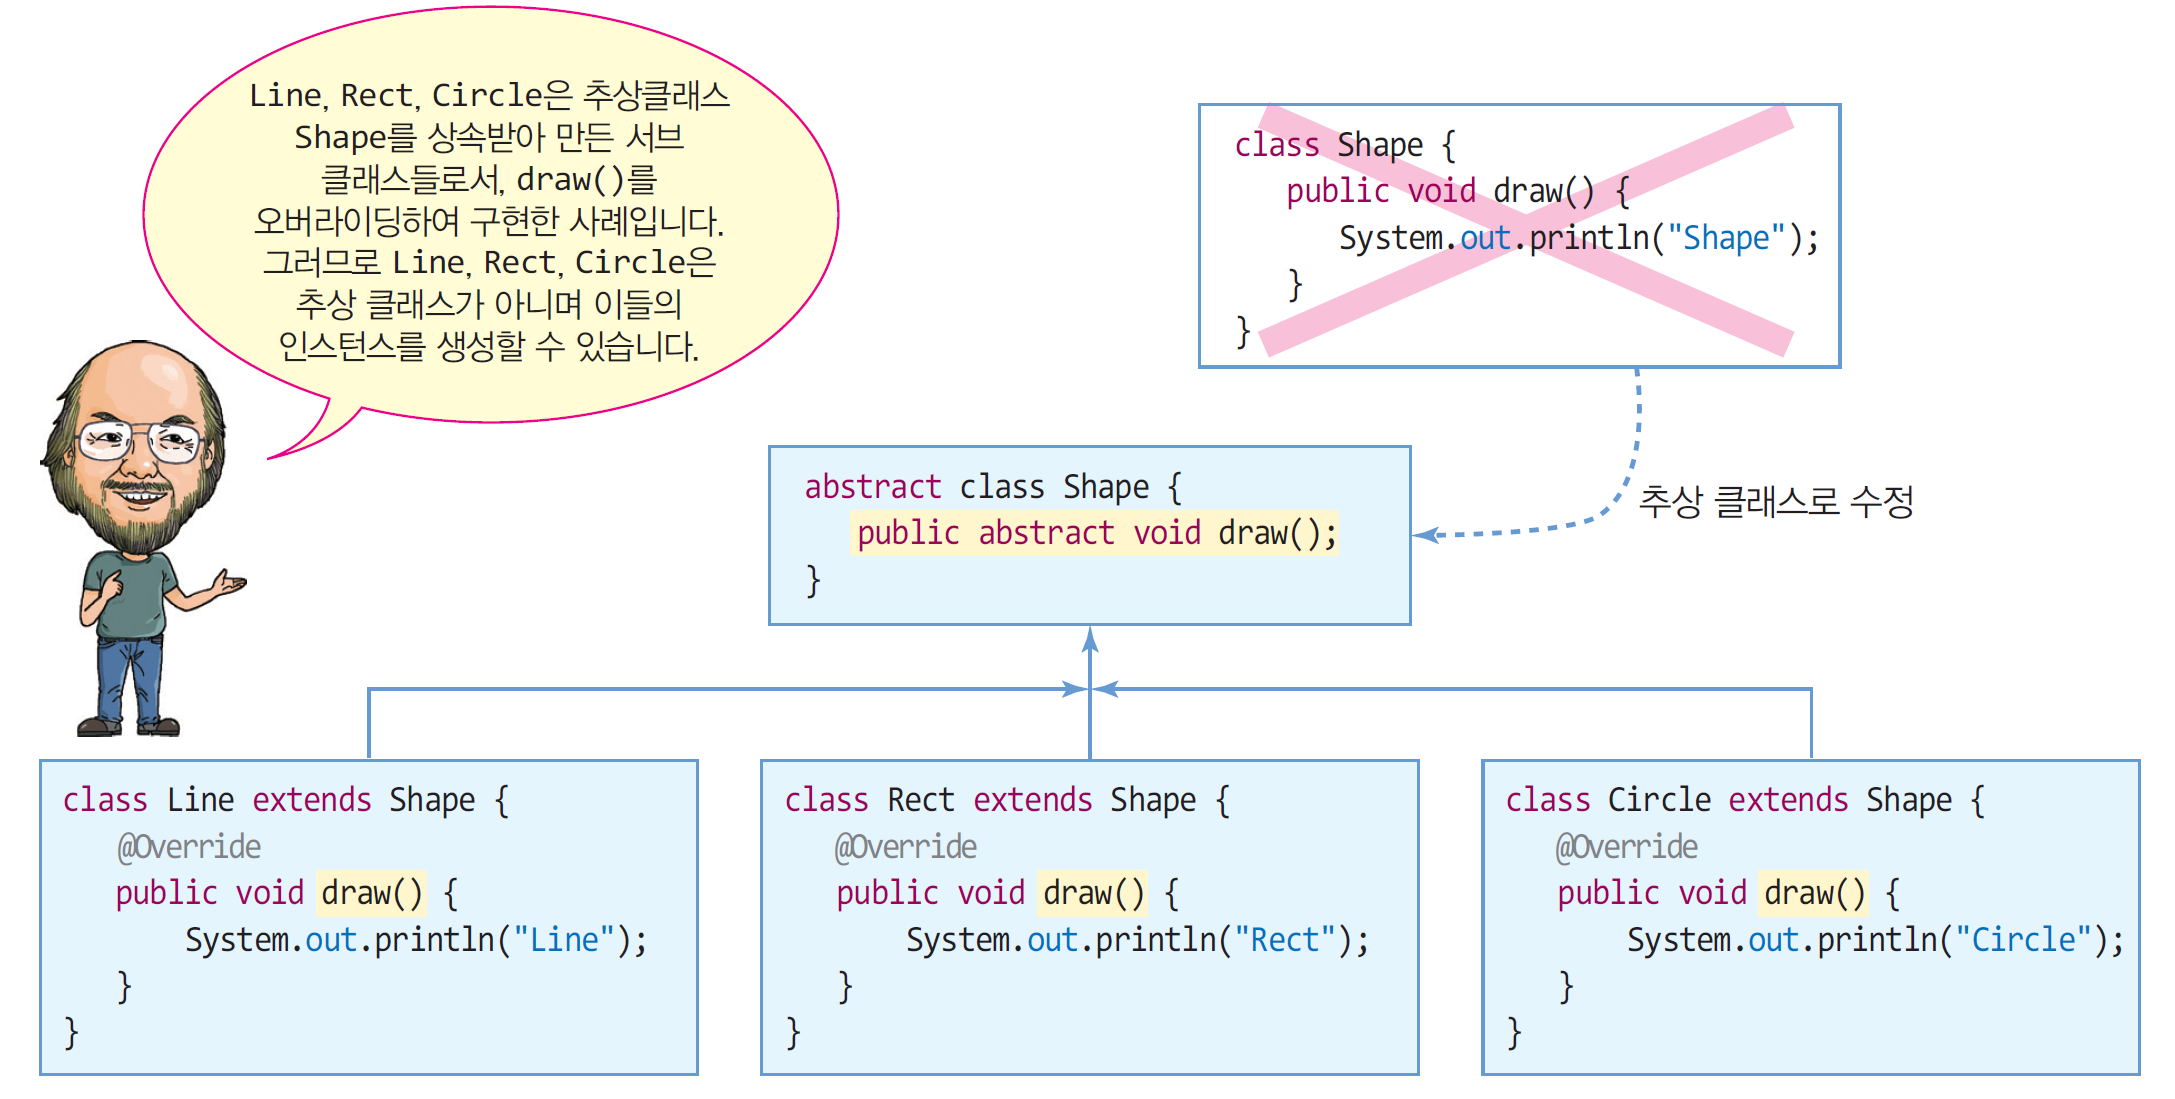 Line, Rect, Circle은 추상클래스
Shape를 상속받아 만든 서브
클래스들로서, draw()를
오버라이딩하여 구현한 사례입니다.
그러므로 Line, Rect, Circle은
추상 클래스가 아니며 이들의
인스턴스를 생성할 수 있습니다.
class Shape {
public void draw() {
System.out.println("Shape");
}
}
추상 클래스로 수정
abstract class Shape {
public abstract void draw();
}
class Line extends Shape {
@Override
public void draw() {
System.out.println("Line");
}
}
class Rect extends Shape {
@Override
public void draw() {
System.out.println("Rect");
}
}
class Circle extends Shape {
@Override
public void draw() {
System.out.println("Circle");
}
}